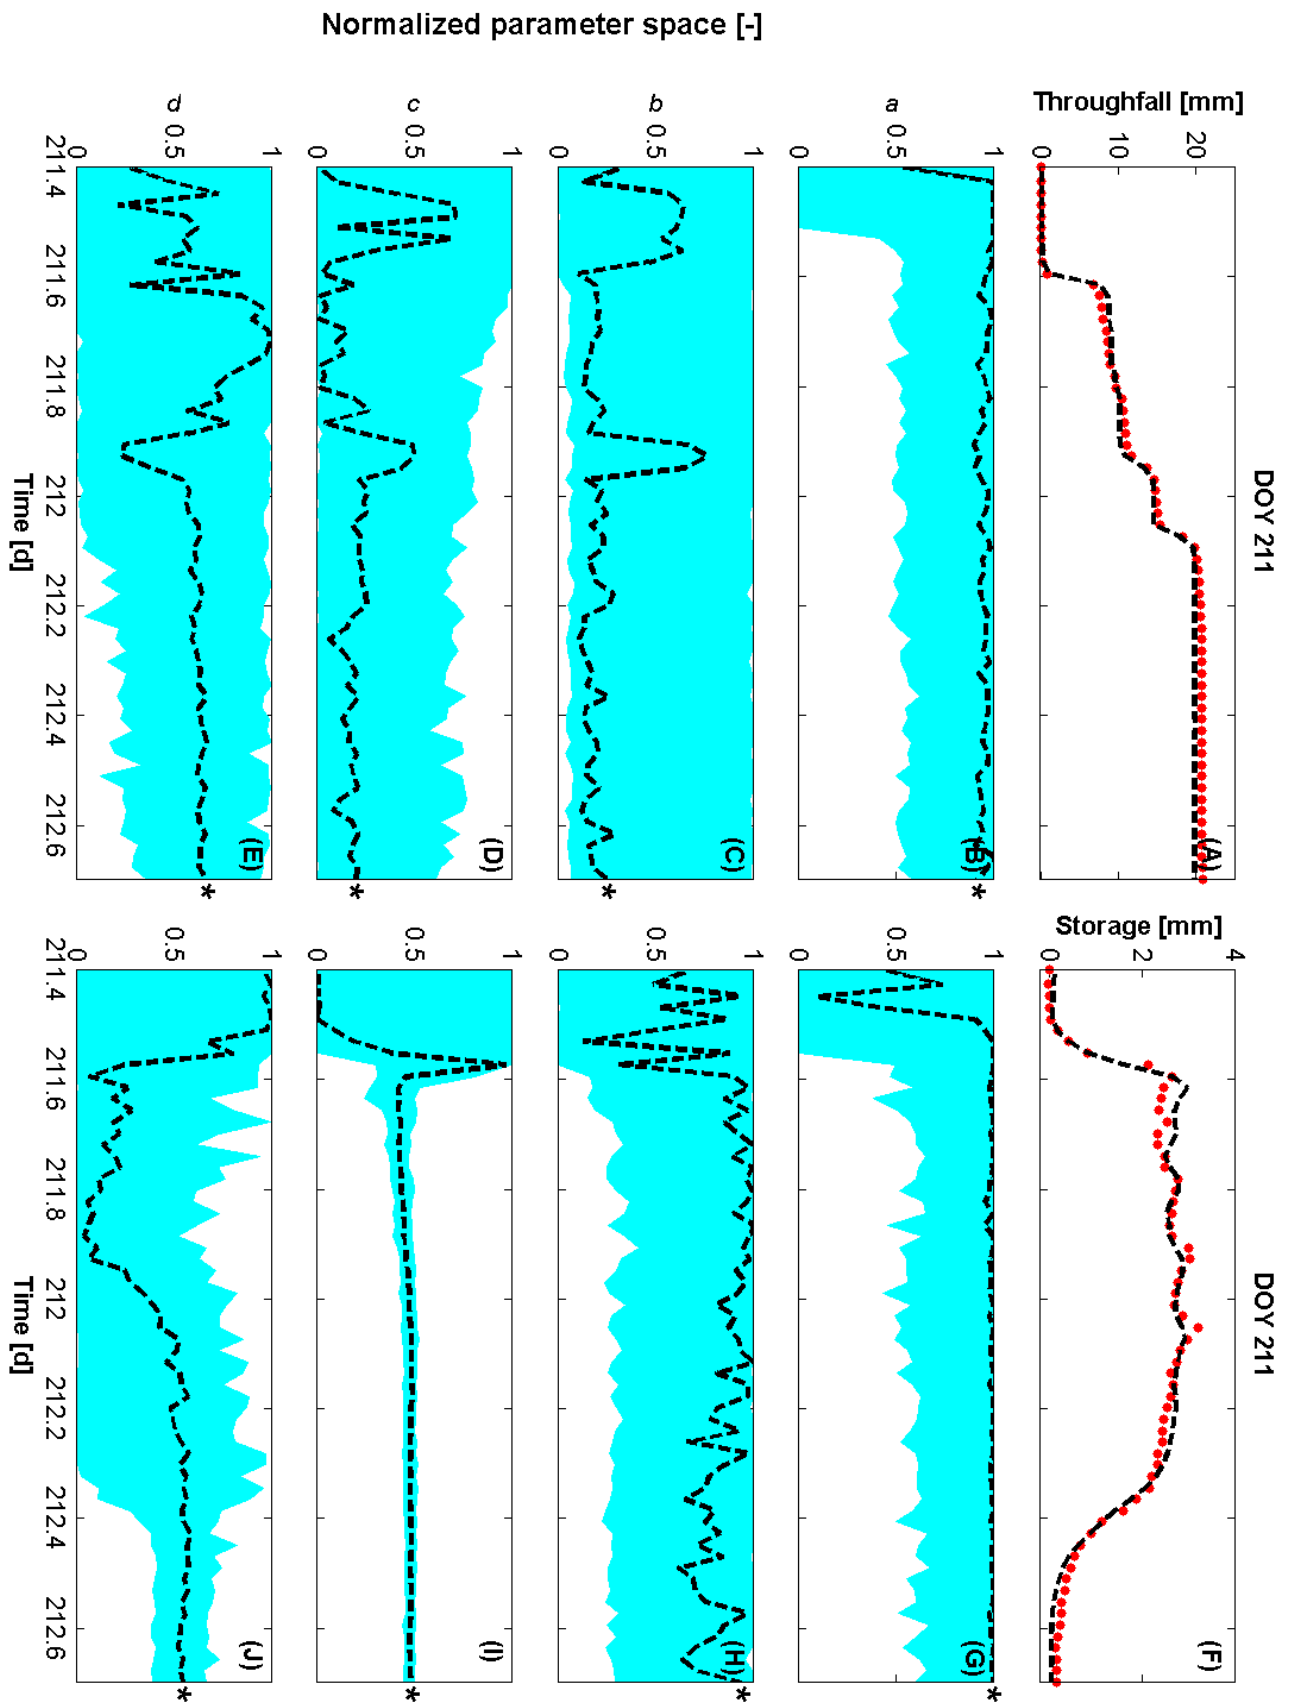 DOY 211
Throughfall [mm]
0
10
20
(A)
DOY 211
Storage [mm]
0
2
4
(F)
Normalized parameter space [-]
a
0
0.5
1
(B)
*
0
0.5
1
(G)
*
b
0
0.5
1
(C)
*
0
0.5
1
(H)
*
c
0
0.5
1
(D)
*
0
0.5
1
(I)
*
d
0
0.5
1
(E)
*
211.4 211.6 211.8 212 212.2 212.4 212.6
Time [d]
0
0.5
1
(J)
*
211.4 211.6 211.8 212 212.2 212.4 212.6
Time [d]